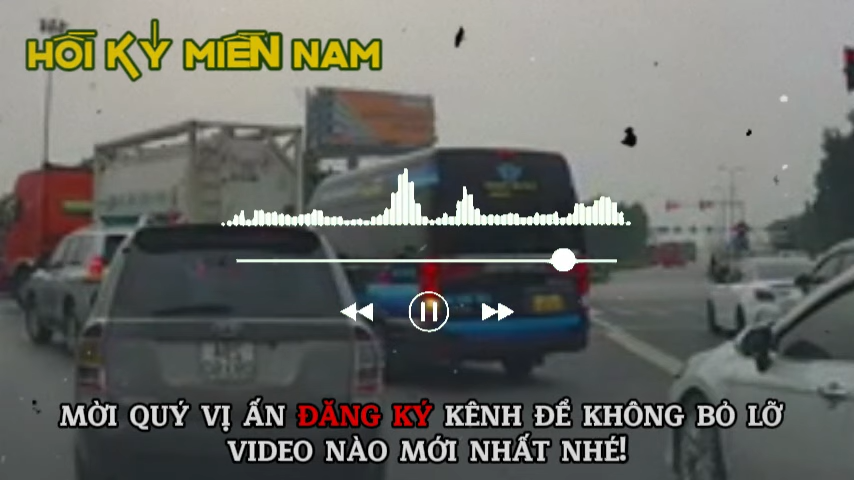 HỒI KÝ MIỀN NAM
MỜI QUÝ VỊ ẤN ĐĂNG KÝ KÊNH ĐỂ KHÔNG BỎ LỠ
VIDEO NÀO MỚI NHẤT NHÉ!